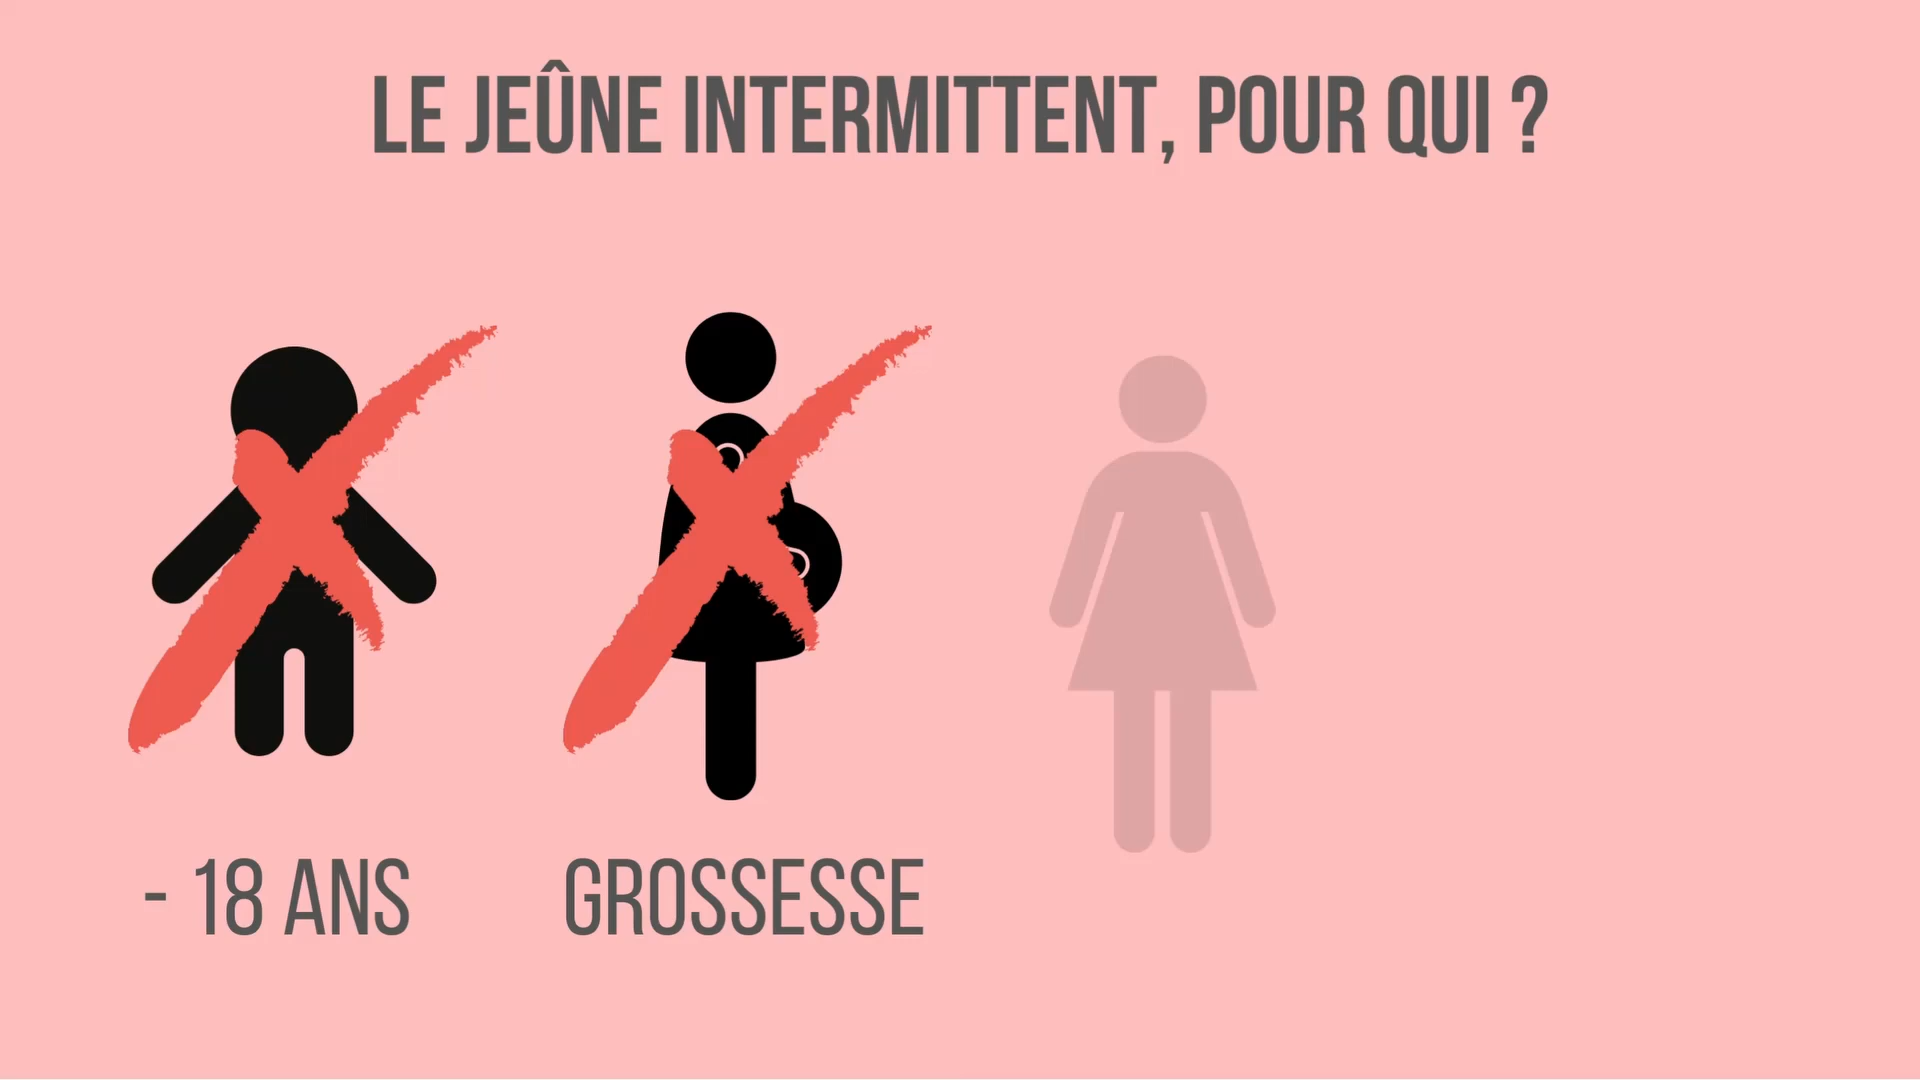 LE JEÛNE INTERMITTENT, POUR QUI ?
- 18 ANS
GROSSESSE